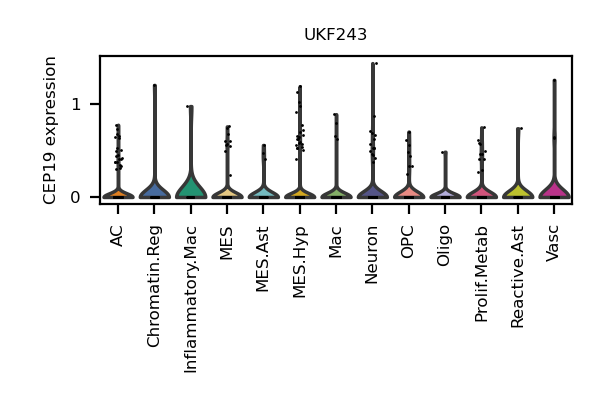 UKF243
CEP19 expression
1
0
AC
Chromatin.Reg
Inflammatory.Mac
MES
MES.Ast
MES.Hyp
Mac
Neuron
OPC
Oligo
Prolif.Metab
Reactive.Ast
Vasc